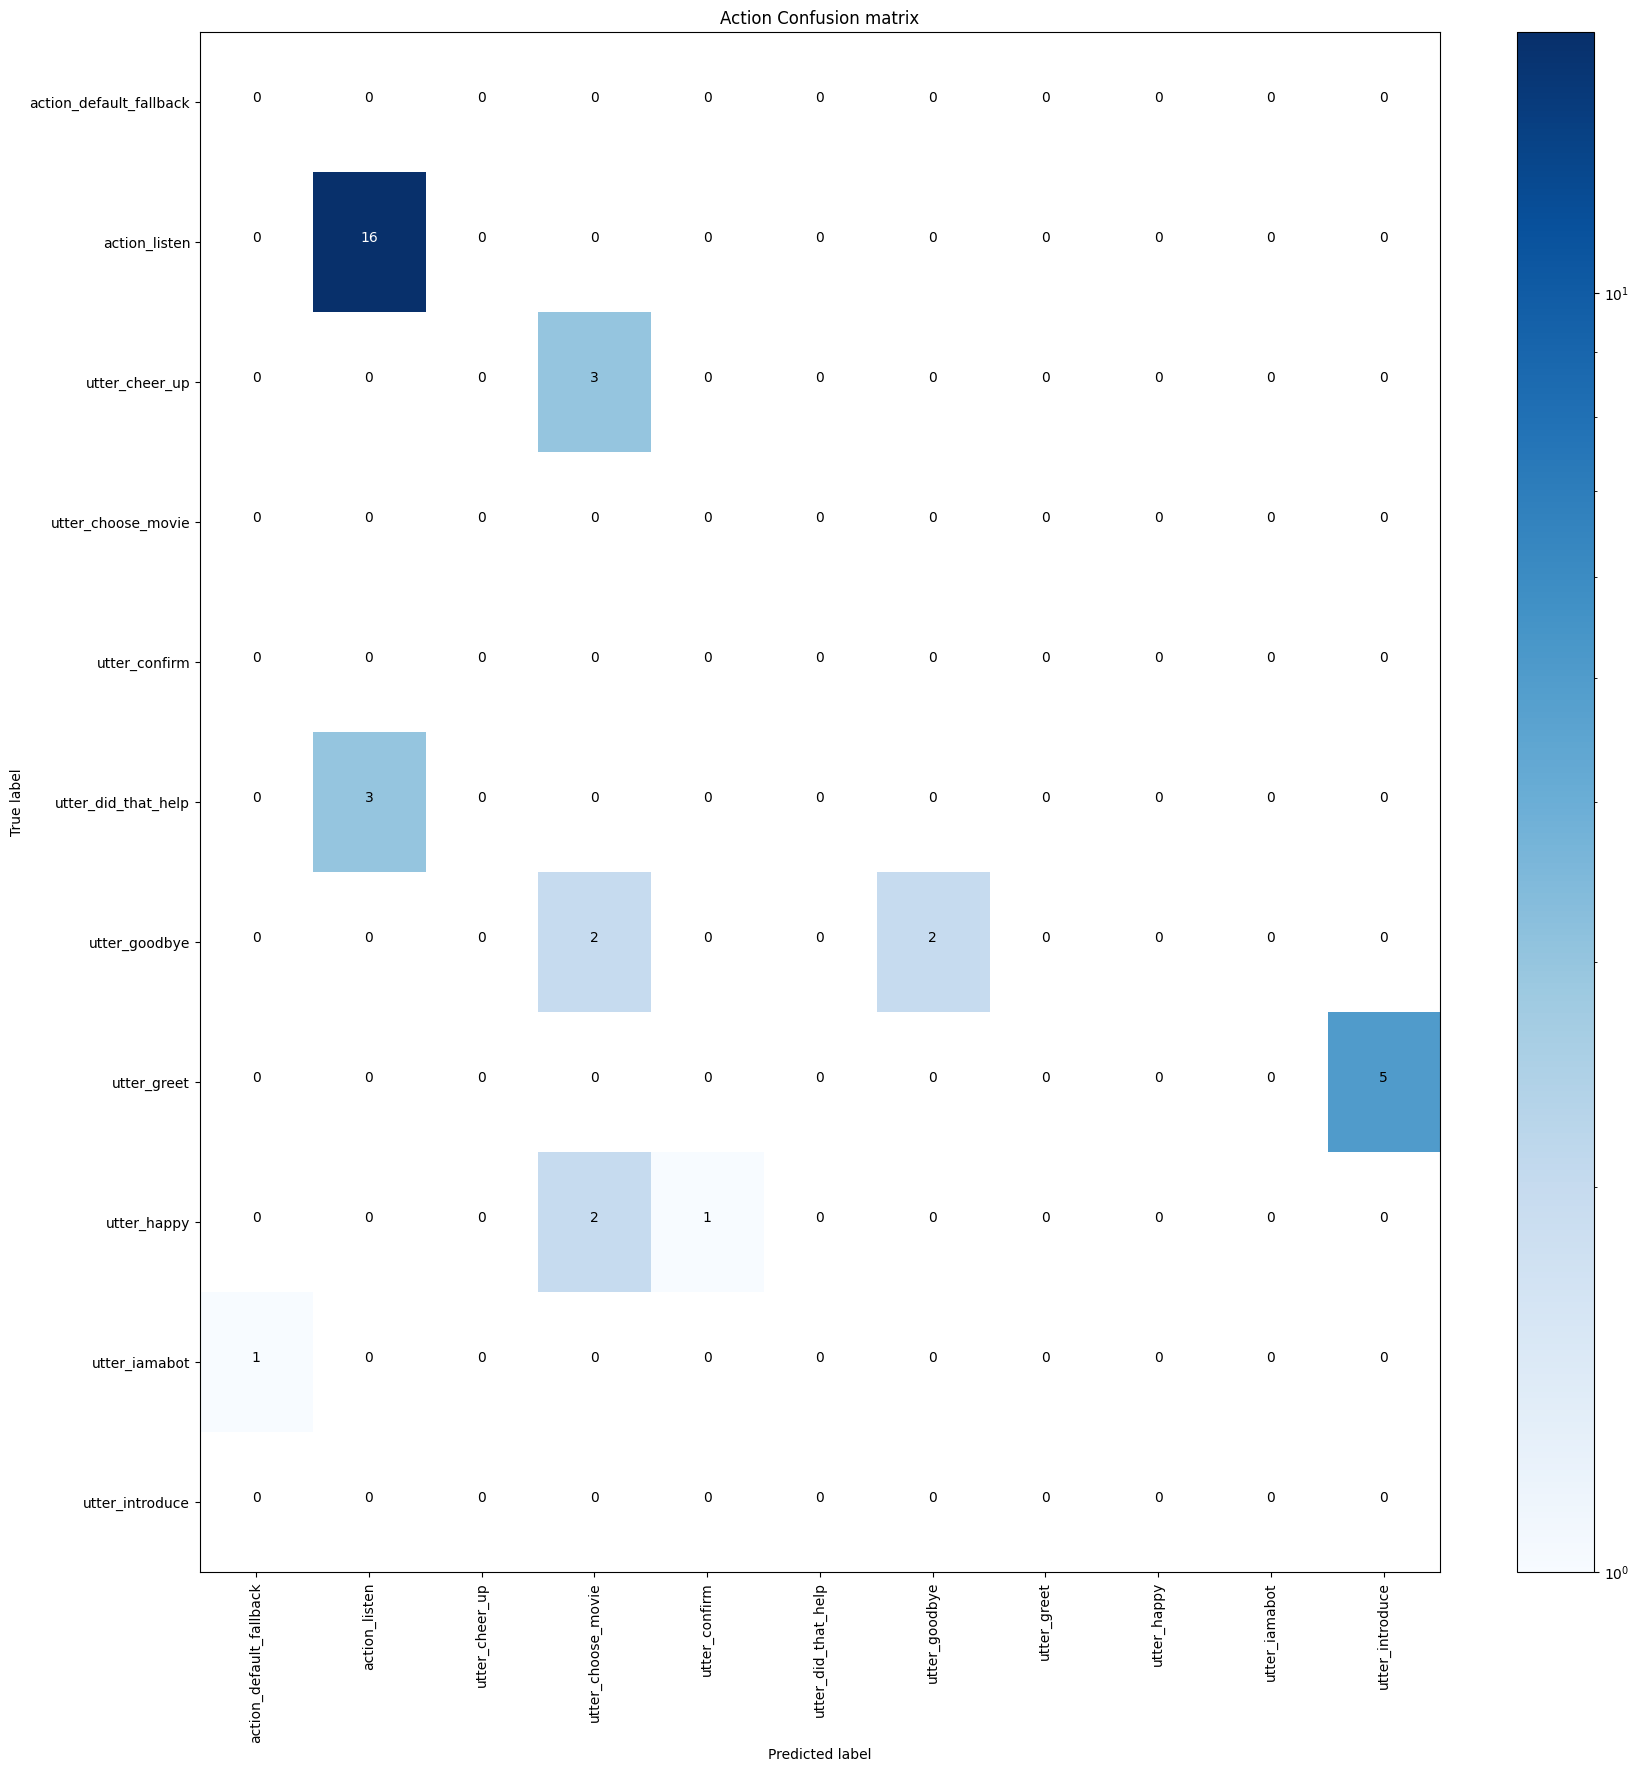 Action Confusion matrix
action_default_fallback 0 0 0 0 0 0 0 0 0 0 0
action_listen 0 16 0 0 0 0 0 0 0 0 0
10¹
utter_cheer_up 0 0 0 3 0 0 0 0 0 0 0
utter_choose_movie 0 0 0 0 0 0 0 0 0 0 0
utter_confirm 0 0 0 0 0 0 0 0 0 0 0
True label
utter_did_that_help 0 3 0 0 0 0 0 0 0 0 0
utter_goodbye 0 0 0 2 0 0 2 0 0 0 0
utter_greet 0 0 0 0 0 0 0 0 0 0 5
utter_happy 0 0 0 2 1 0 0 0 0 0 0
utter_iamabot 1 0 0 0 0 0 0 0 0 0 0
utter_introduce 0 0 0 0 0 0 0 0 0 0 0
10⁰
action_default_fallback
action_listen
utter_cheer_up
utter_choose_movie
utter_confirm
utter_did_that_help
utter_goodbye
utter_greet
utter_happy
utter_iamabot
utter_introduce
Predicted label